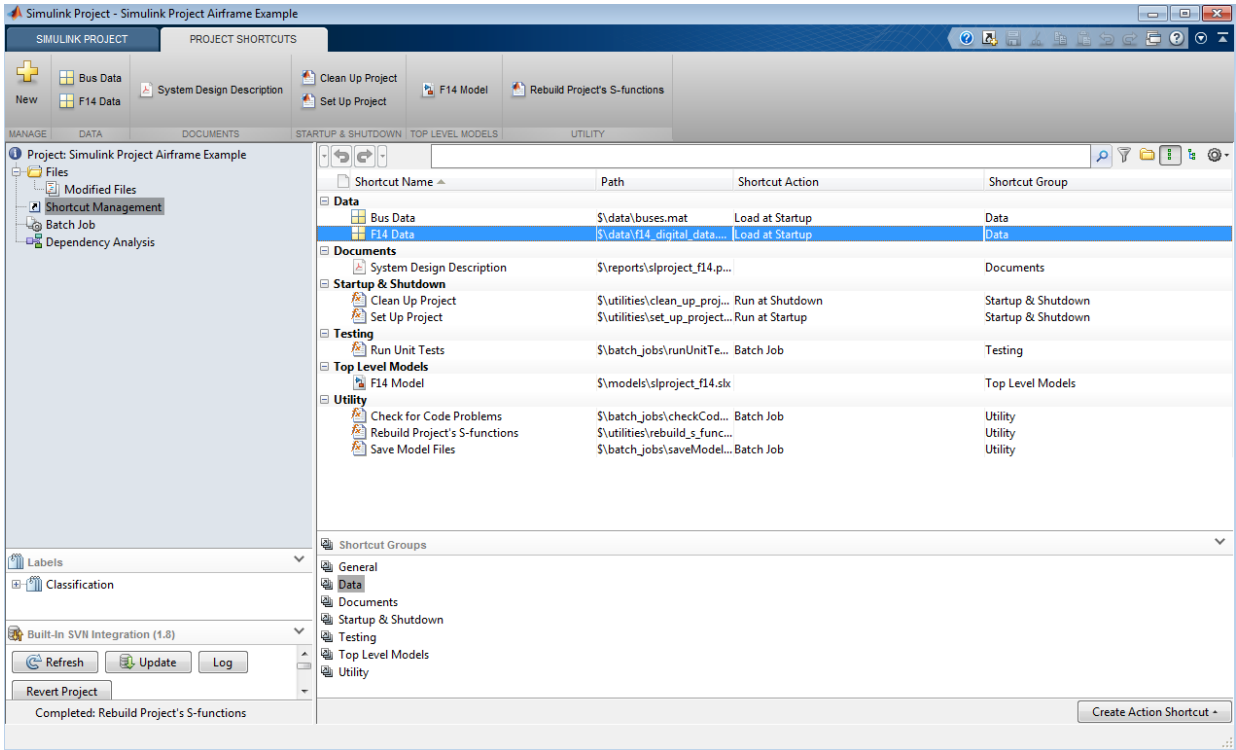 Simulink Project - Simulink Project Airframe Example
SIMULINK PROJECT PROJECT SHORTCUTS
New
Bus Data
F14 Data
System Design Description
Clean Up Project
Set Up Project
F14 Model
Rebuild Project's S-functions
MANAGE DATA DOCUMENTS STARTUP & SHUTDOWN TOP LEVEL MODELS UTILITY
Project: Simulink Project Airframe Example
Files
Modified Files
Shortcut Management
Batch Job
Dependency Analysis
Shortcut Name Path Shortcut Action Shortcut Group
Data
Bus Data $\data\buses.mat Load at Startup Data
F14 Data $\data\f14_digital_data.... Load at Startup Data
Documents
System Design Description $\reports\slproject_f14.p... Documents
Startup & Shutdown
Clean Up Project $\utilities\clean_up_proj... Run at Shutdown Startup & Shutdown
Set Up Project $\utilities\set_up_project... Run at Startup Startup & Shutdown
Testing
Run Unit Tests $\batch_jobs\runUnitTe... Batch Job Testing
Top Level Models
F14 Model $\models\slproject_f14.slx Top Level Models
Utility
Check for Code Problems $\batch_jobs\checkCod... Batch Job Utility
Rebuild Project's S-functions $\utilities\rebuild_s_func... Utility
Save Model Files $\batch_jobs\saveModel... Batch Job Utility
Labels
Classification
Built-In SVN Integration (1.8)
Refresh Update Log
Revert Project
Completed: Rebuild Project's S-functions
Shortcut Groups
General
Data
Documents
Startup & Shutdown
Testing
Top Level Models
Utility
Create Action Shortcut